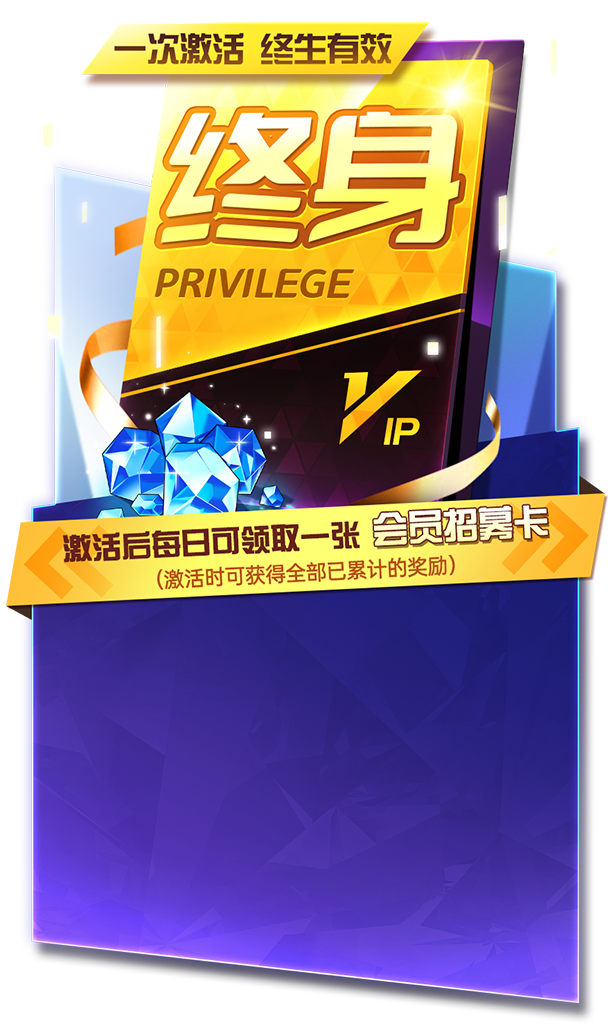 一次激活 终生有效
终身
PRIVILEGE
VIP
激活后每日可领取一张 会员招募卡
（激活时可获得全部已累计的奖励）